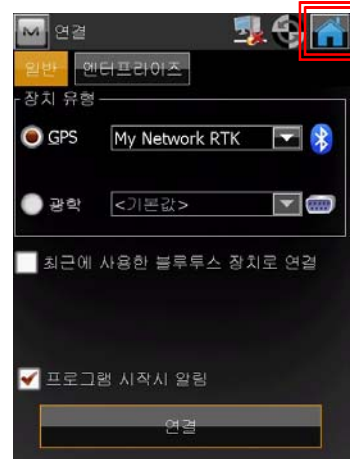 연결
일반 엔터프라이즈
장치 유형
GPS My Network RTK
광학 <기본값>
최근에 사용한 블루투스 장치로 연결
프로그램 시작시 알림
연결